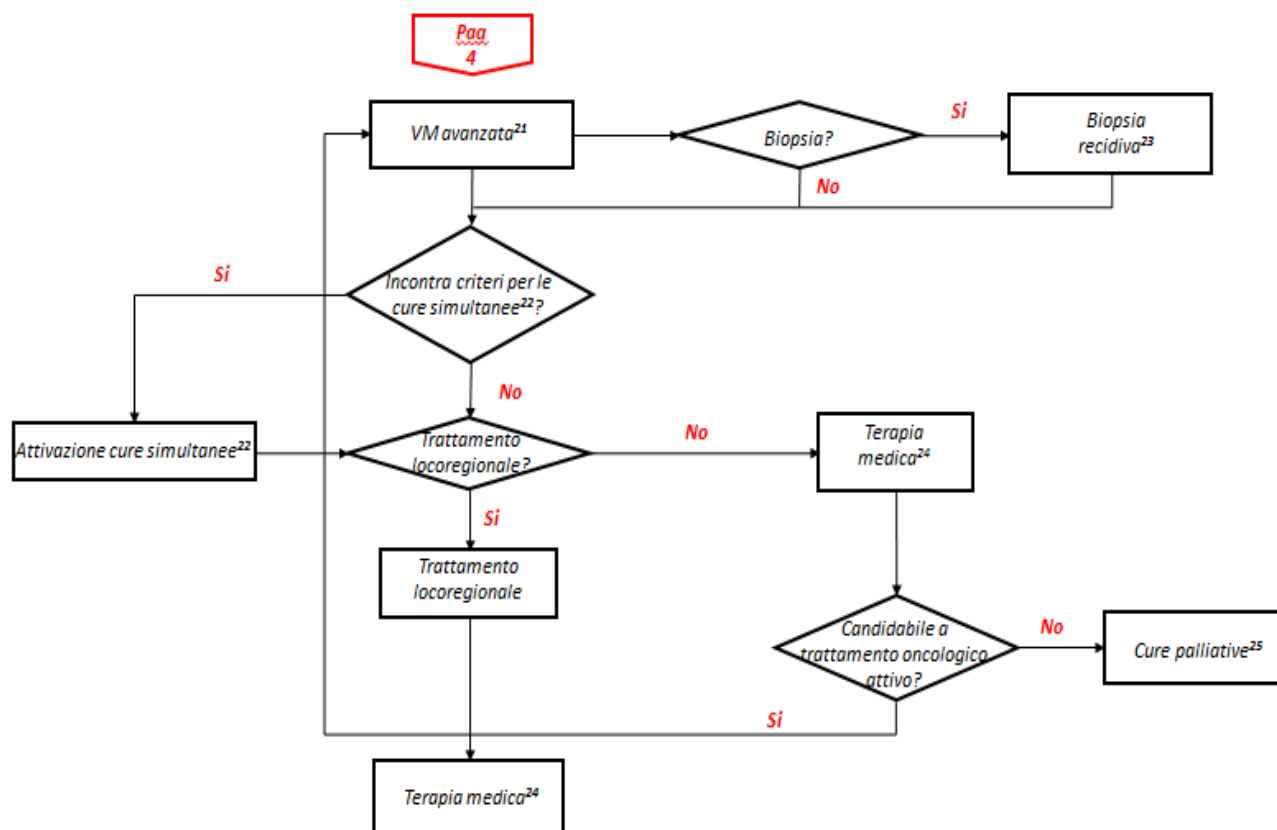 Pag
4
VM avanzata²¹
Biopsia?
Si
Biopsia
recidiva²³
No
Si
Incontra criteri per le
cure simultanee²²?
No
Attivazione cure simultanee²²
Trattamento
locoregionale?
No
Terapia
medica²⁴
Si
Trattamento
locoregionale
Candidabile a
trattamento oncologico
attivo?
No
Cure palliative²⁵
Si
Terapia medica²⁴